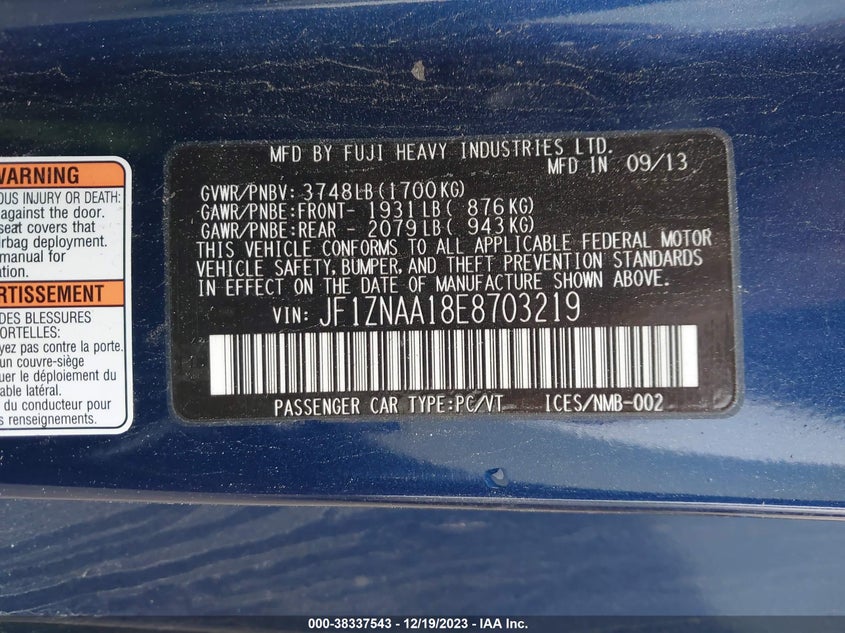 WARNING
OUS INJURY OR DEATH:
against the door.
seat covers that
irbag deployment.
manual for
ation.
RTISSEMENT
DES BLESSURES
ORTELLES:
yez pas contre la porte.
un couvre-siège
uer le déploiement du
able latéral.
du conducteur pour
s renseignements.
MFD BY FUJI HEAVY INDUSTRIES LTD.
MFD IN 09/13
GVWR/PNBV: 3748LB(1700KG)
GAWR/PNBE:FRONT- 1931LB( 876KG)
GAWR/PNBE:REAR - 2079LB( 943KG)
THIS VEHICLE CONFORMS TO ALL APPLICABLE FEDERAL MOTOR
VEHICLE SAFETY, BUMPER, AND THEFT PREVENTION STANDARDS
IN EFFECT ON THE DATE OF MANUFACTURE SHOWN ABOVE.
VIN: JF1ZNAA18E8703219
PASSENGER CAR TYPE:PC/VT ICES/NMB-002
000-38337543 - 12/19/2023 - IAA Inc.